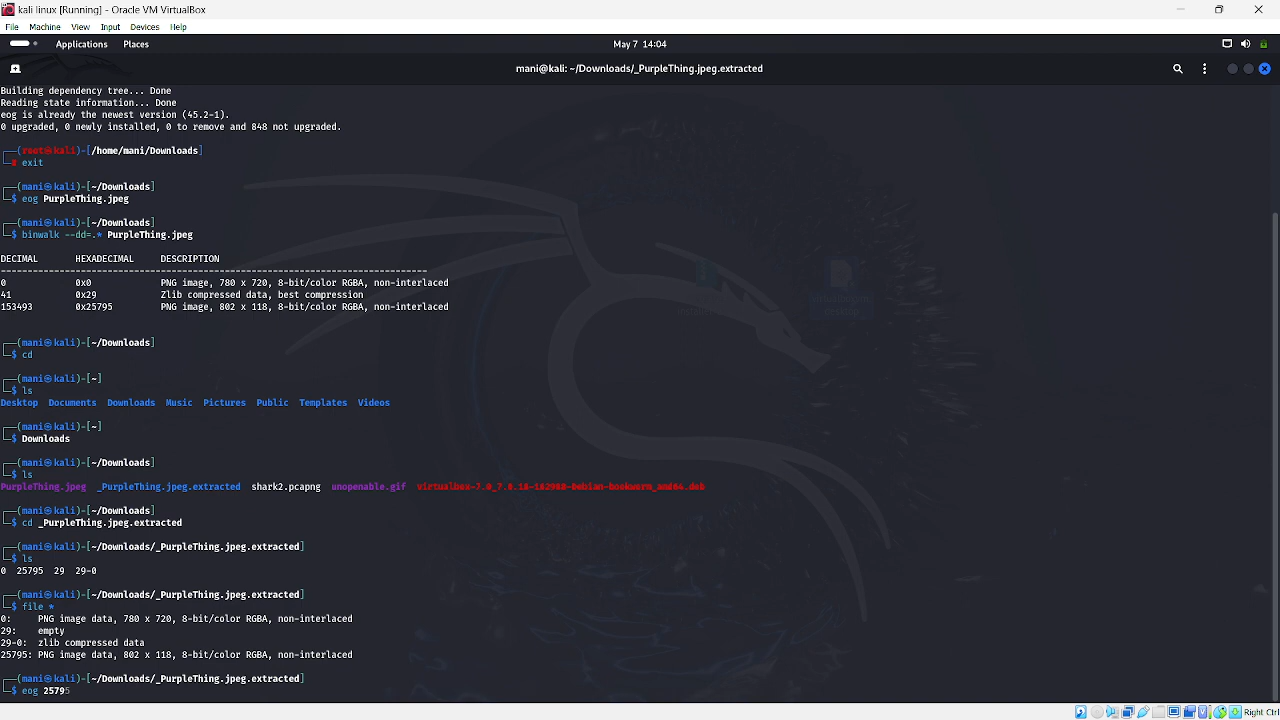 kali linux [Running] - Oracle VM VirtualBox
File Machine View Input Devices Help
Applications Places May 7 14:04
mani@kali: ~/Downloads/_PurpleThing.jpeg.extracted
Building dependency tree... Done
Reading state information... Done
eog is already the newest version (45.2-1).
0 upgraded, 0 newly installed, 0 to remove and 848 not upgraded.
┌──(root㉿kali)-[/home/mani/Downloads]
└─# exit
┌──(mani㉿kali)-[~/Downloads]
└─$ eog PurpleThing.jpeg
┌──(mani㉿kali)-[~/Downloads]
└─$ binwalk --dd=.* PurpleThing.jpeg
DECIMAL HEXADECIMAL DESCRIPTION
--------------------------------------------------------------------------------
0 0x0 PNG image, 780 x 720, 8-bit/color RGBA, non-interlaced
41 0x29 Zlib compressed data, best compression
153493 0x25795 PNG image, 802 x 118, 8-bit/color RGBA, non-interlaced
┌──(mani㉿kali)-[~/Downloads]
└─$ cd
┌──(mani㉿kali)-[~]
└─$ ls
Desktop Documents Downloads Music Pictures Public Templates Videos
┌──(mani㉿kali)-[~]
└─$ Downloads
┌──(mani㉿kali)-[~/Downloads]
└─$ ls
PurpleThing.jpeg _PurpleThing.jpeg.extracted shark2.pcapng unopenable.gif virtualbox-7.0_7.0.18-162988~Debian~bookworm_amd64.deb
┌──(mani㉿kali)-[~/Downloads]
└─$ cd _PurpleThing.jpeg.extracted
┌──(mani㉿kali)-[~/Downloads/_PurpleThing.jpeg.extracted]
└─$ ls
0 25795 29 29-0
┌──(mani㉿kali)-[~/Downloads/_PurpleThing.jpeg.extracted]
└─$ file *
0: PNG image data, 780 x 720, 8-bit/color RGBA, non-interlaced
29: empty
29-0: zlib compressed data
25795: PNG image data, 802 x 118, 8-bit/color RGBA, non-interlaced
┌──(mani㉿kali)-[~/Downloads/_PurpleThing.jpeg.extracted]
└─$ eog 25795
Right Ctrl